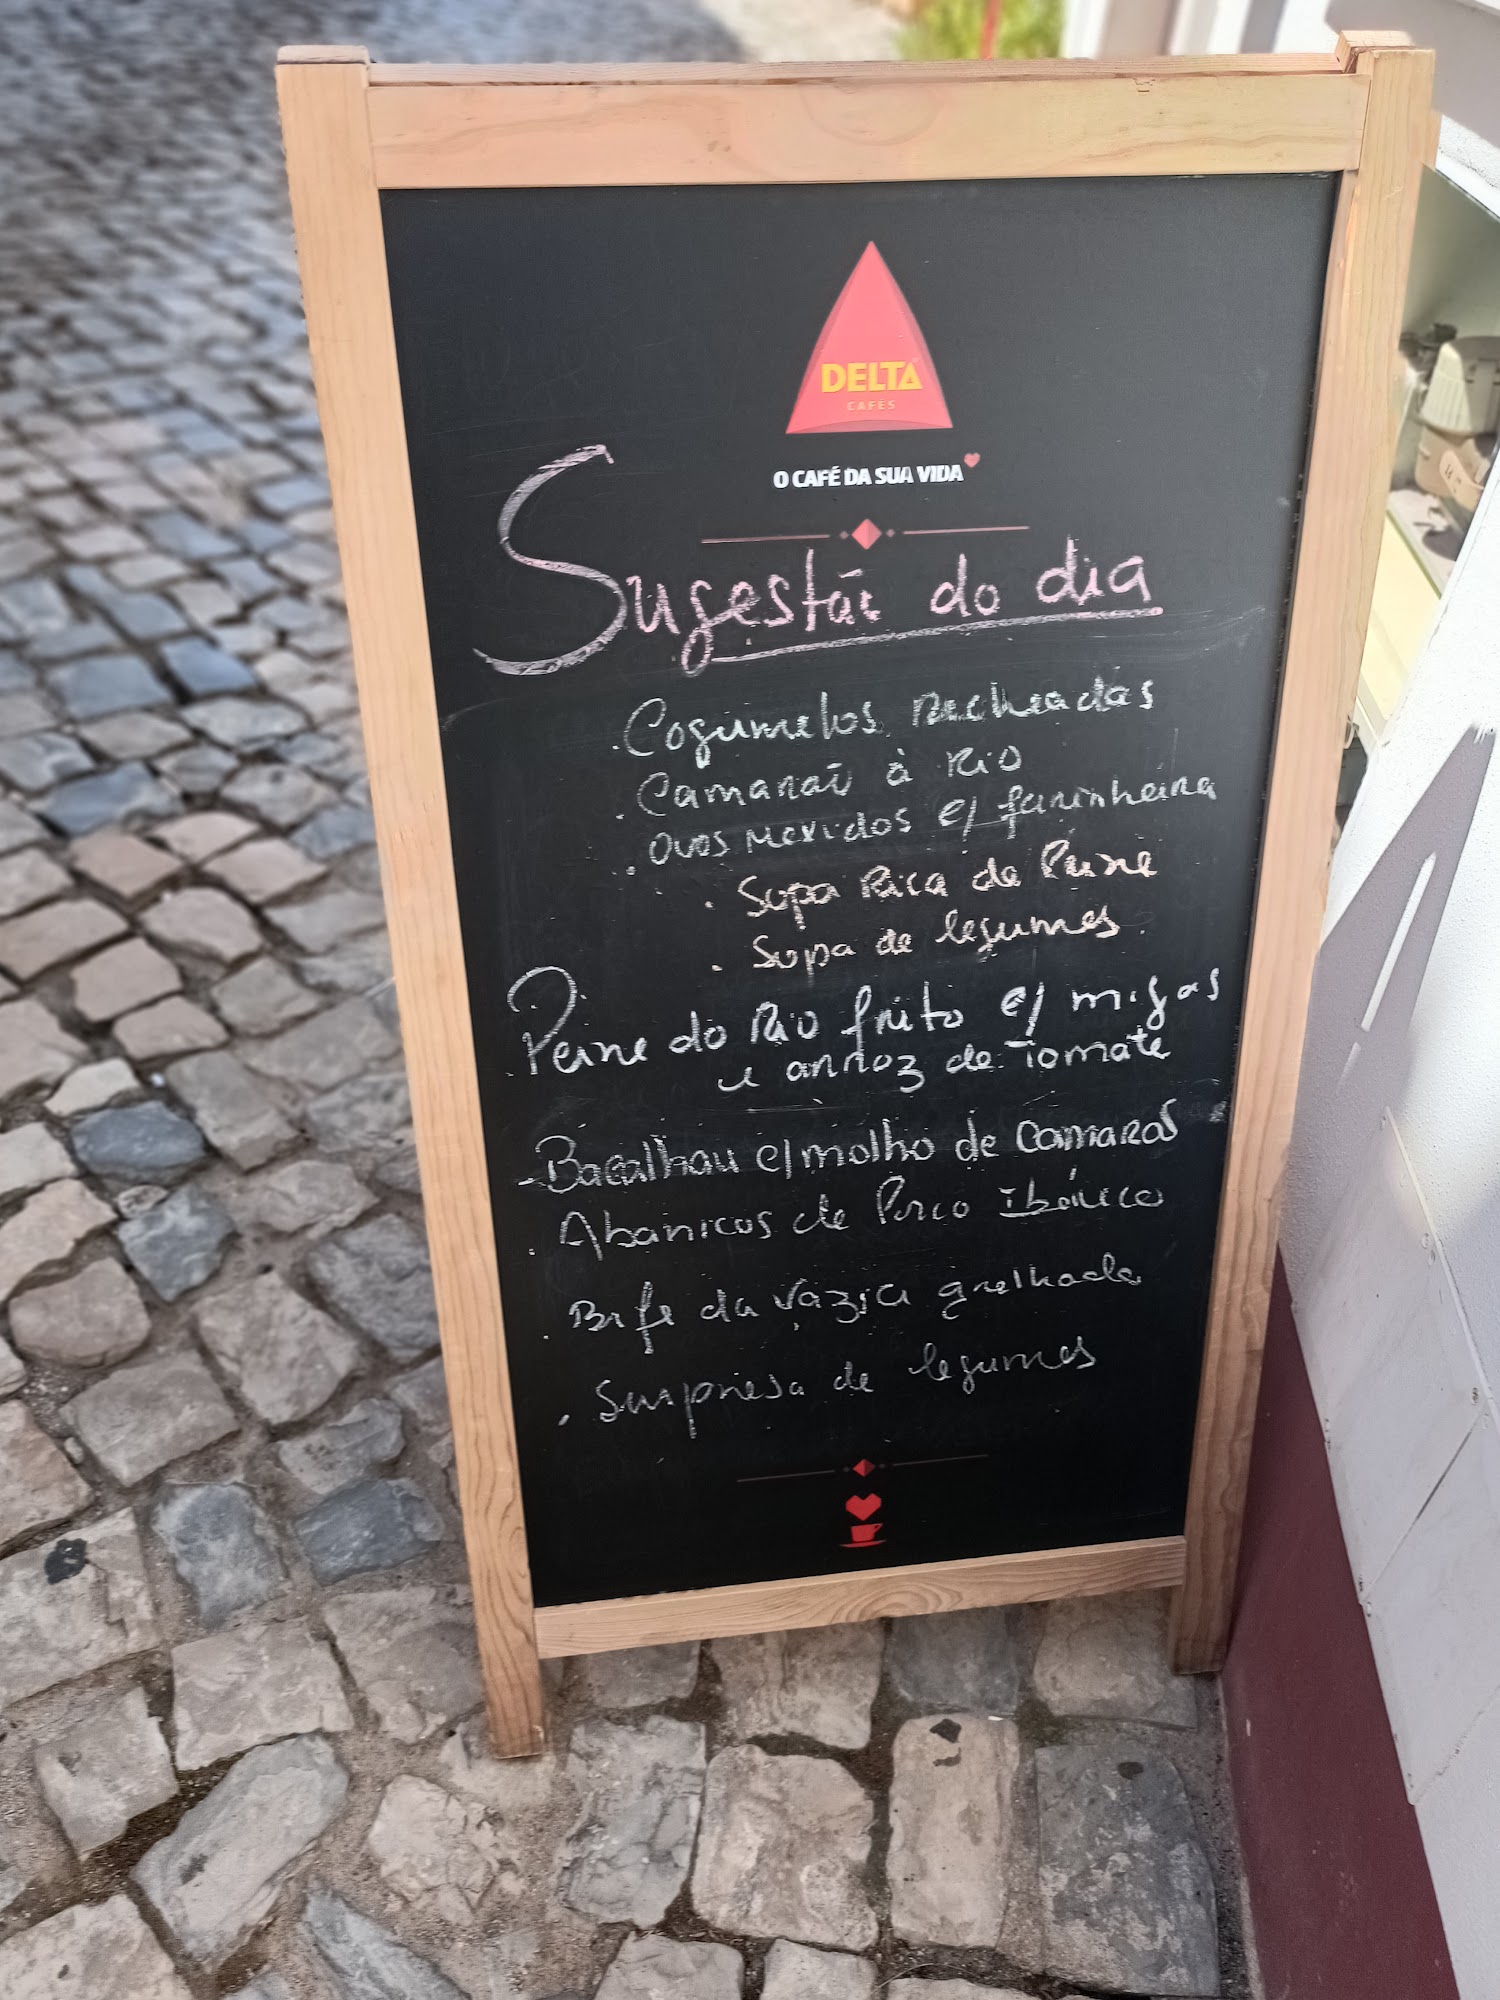 DELTA
CAFÉS
O CAFÉ DA SUA VIDA
Sugestão do dia
. Cogumelos Recheados
. Camarão à Rio
. Ovos Mexidos c/ farinheira
. Sopa Rica de Peixe
. Sopa de legumes
. Peixe do Rio frito c/ migas
e arroz de Tomate
. Bacalhau c/ molho de Camarão
. Abanicos de Porco ibérico
. Bife da Vazia grelhada
. Surpresa de legumes